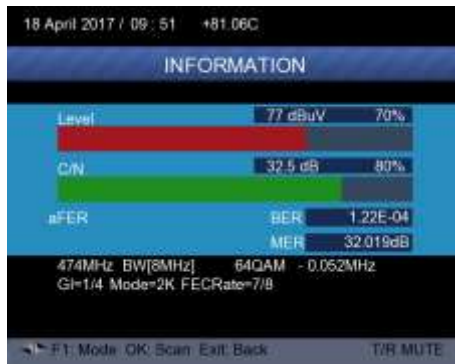 18 April 2017 / 09 : 51 +81.06C
INFORMATION
Level 77 dBuV 70%
C/N 32.5 dB 80%
aFER BER 1.22E-04
MER 32.019dB
474MHz BW[8MHz] 64QAM - 0.052MHz
GI=1/4 Mode=2K FECRate=7/8
F1: Mode OK: Scan Exit: Back T/R MUTE